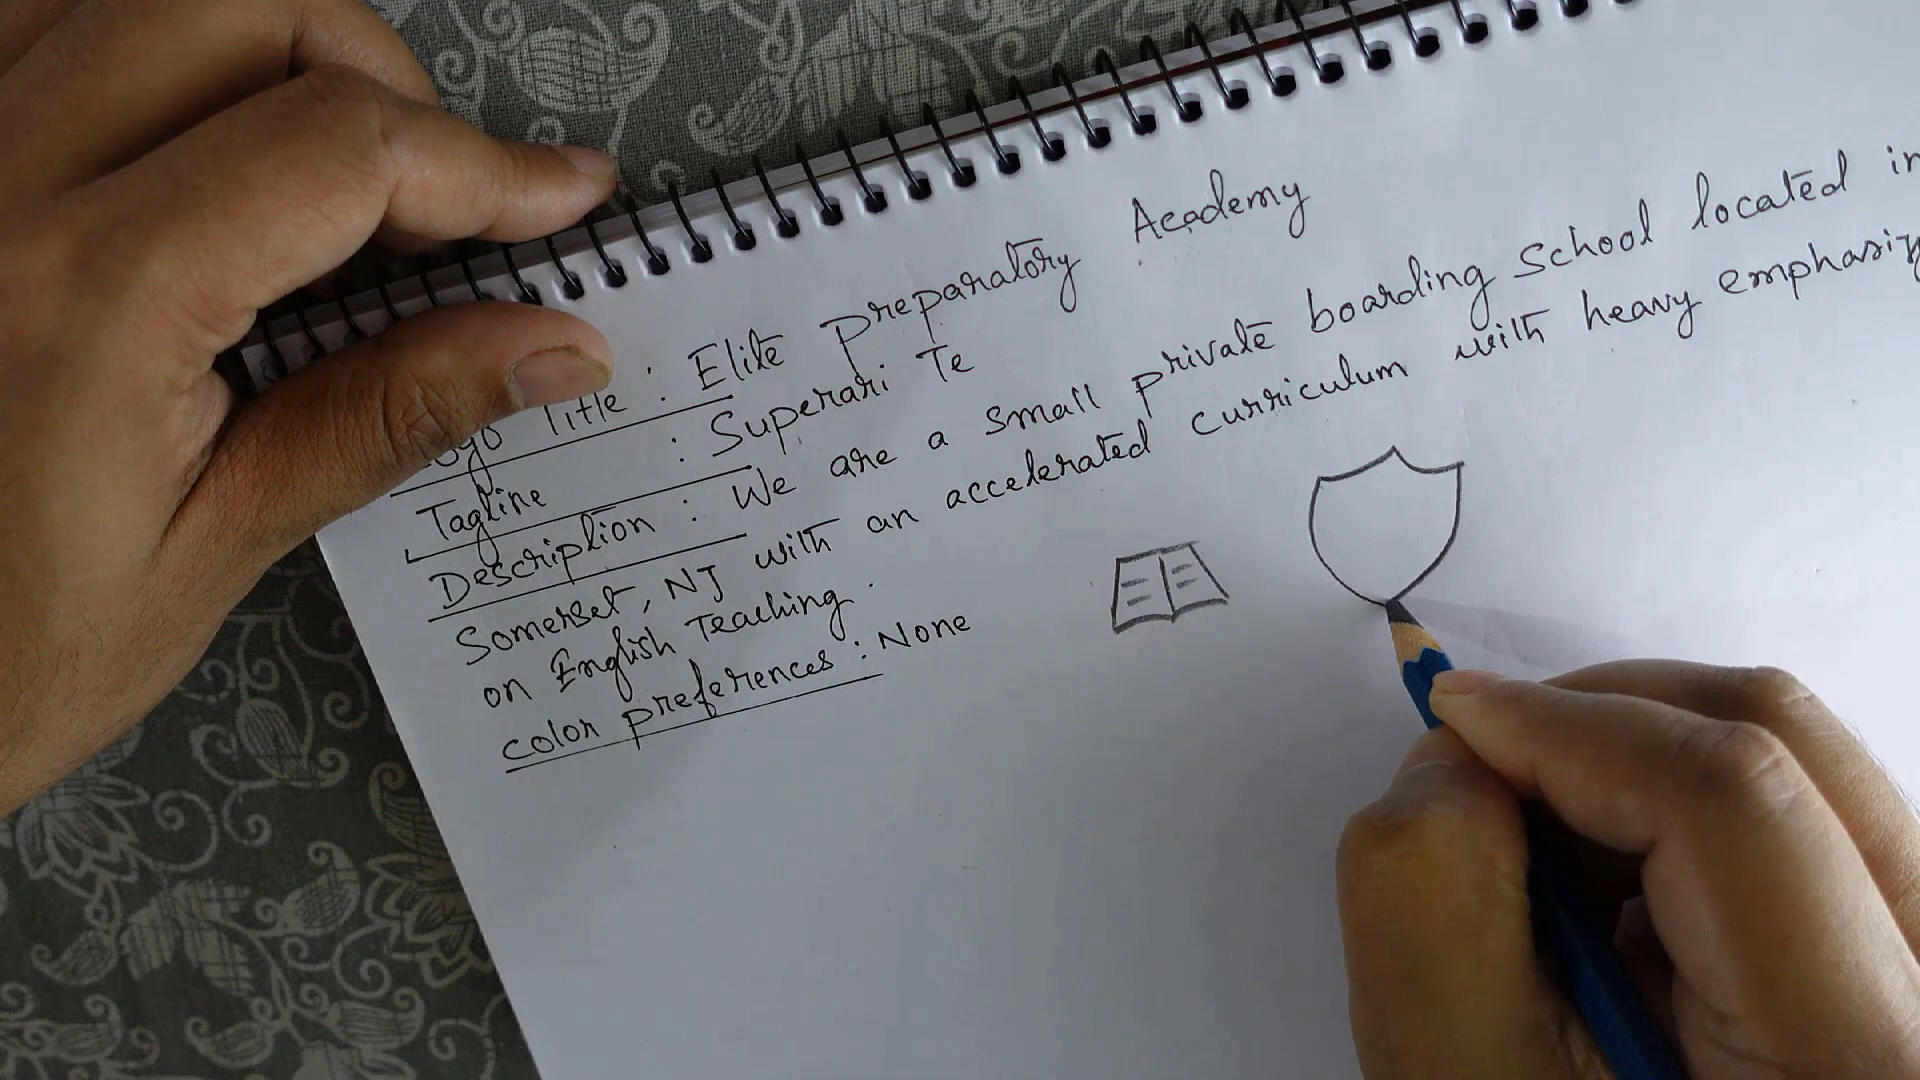 Title : Elite Preparatory Academy
Tagline : Superari Te
Description : We are a small private boarding school located in
Somerset, NJ with an accelerated curriculum with heavy
on English Teaching.
color preferences : None